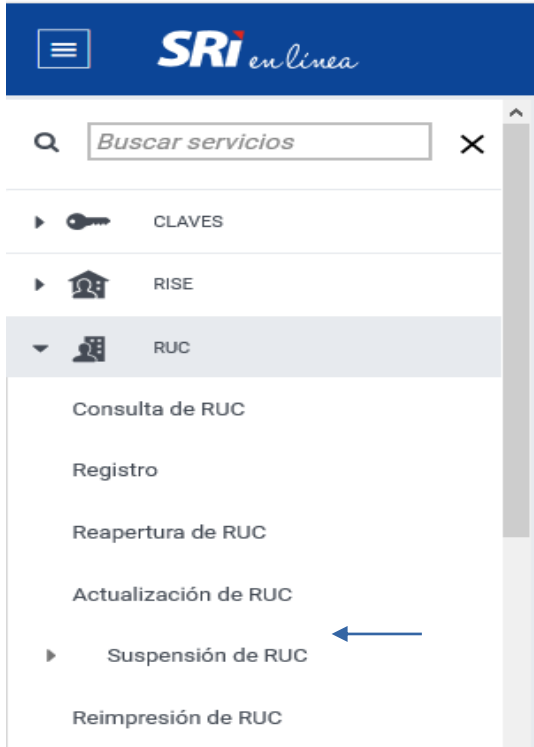 SRi en línea
Buscar servicios
CLAVES
RISE
RUC
Consulta de RUC
Registro
Reapertura de RUC
Actualización de RUC
Suspensión de RUC
Reimpresión de RUC